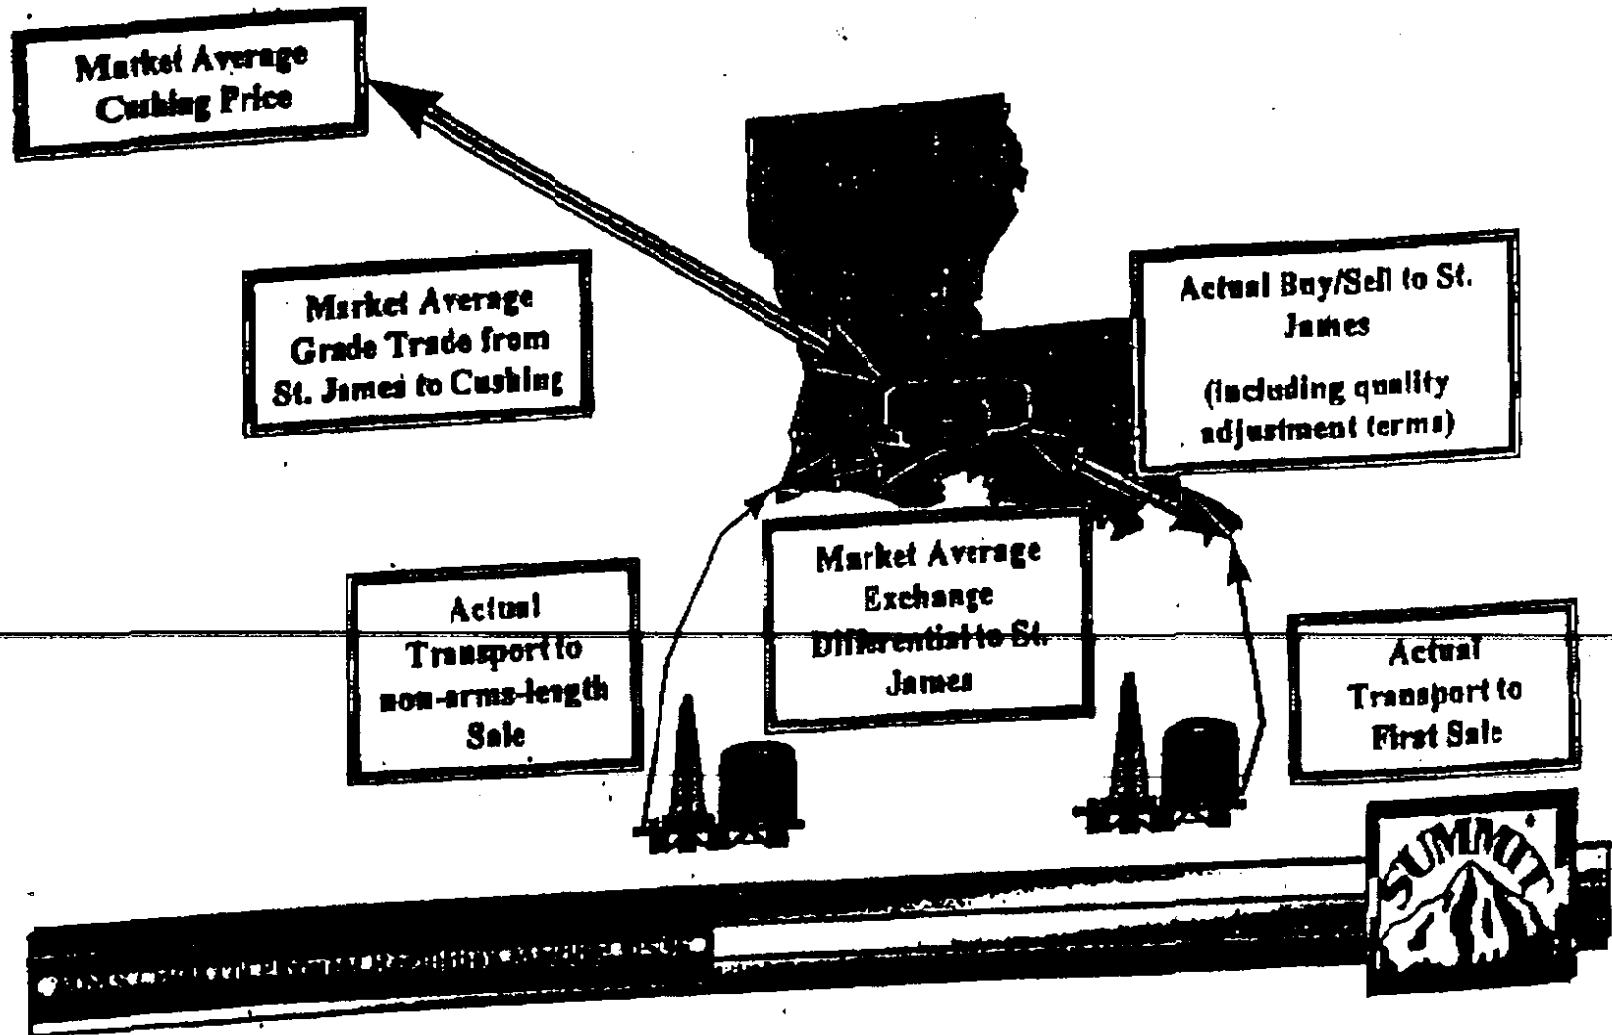 Market Average
Cushing Price
Market Average
Grade Trade from
St. James to Cushing
Actual Buy/Sell to St.
James
(including quality
adjustment terms)
Market Average
Exchange
Differential to St.
James
Actual
Transport to
non-arms-length
Sale
Actual
Transport to
First Sale
SUMMIT